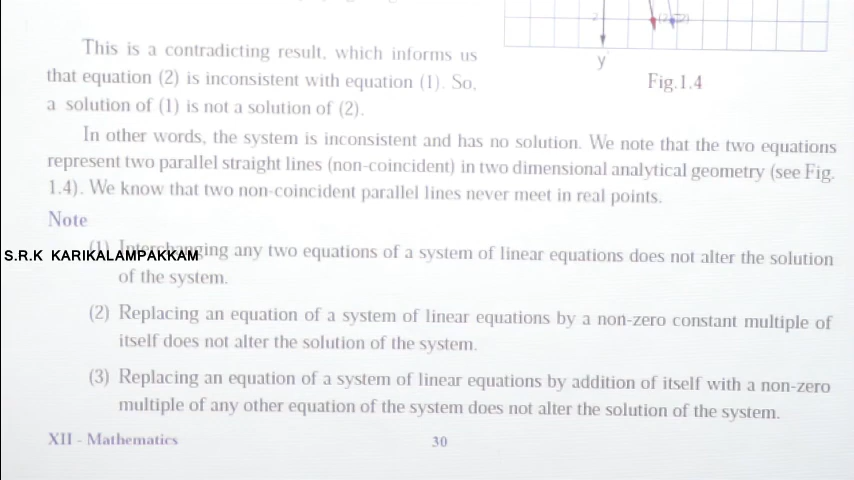 2
y
Fig.1.4
This is a contradicting result, which informs us
that equation (2) is inconsistent with equation (1). So,
a solution of (1) is not a solution of (2).
In other words, the system is inconsistent and has no solution. We note that the two equations
represent two parallel straight lines (non-coincident) in two dimensional analytical geometry (see Fig.
1.4). We know that two non-coincident parallel lines never meet in real points.
Note
(1) Interchanging any two equations of a system of linear equations does not alter the solution
S.R.K KARIKALAMPAKKAM
of the system.
(2) Replacing an equation of a system of linear equations by a non-zero constant multiple of
itself does not alter the solution of the system.
(3) Replacing an equation of a system of linear equations by addition of itself with a non-zero
multiple of any other equation of the system does not alter the solution of the system.
XII - Mathematics
30